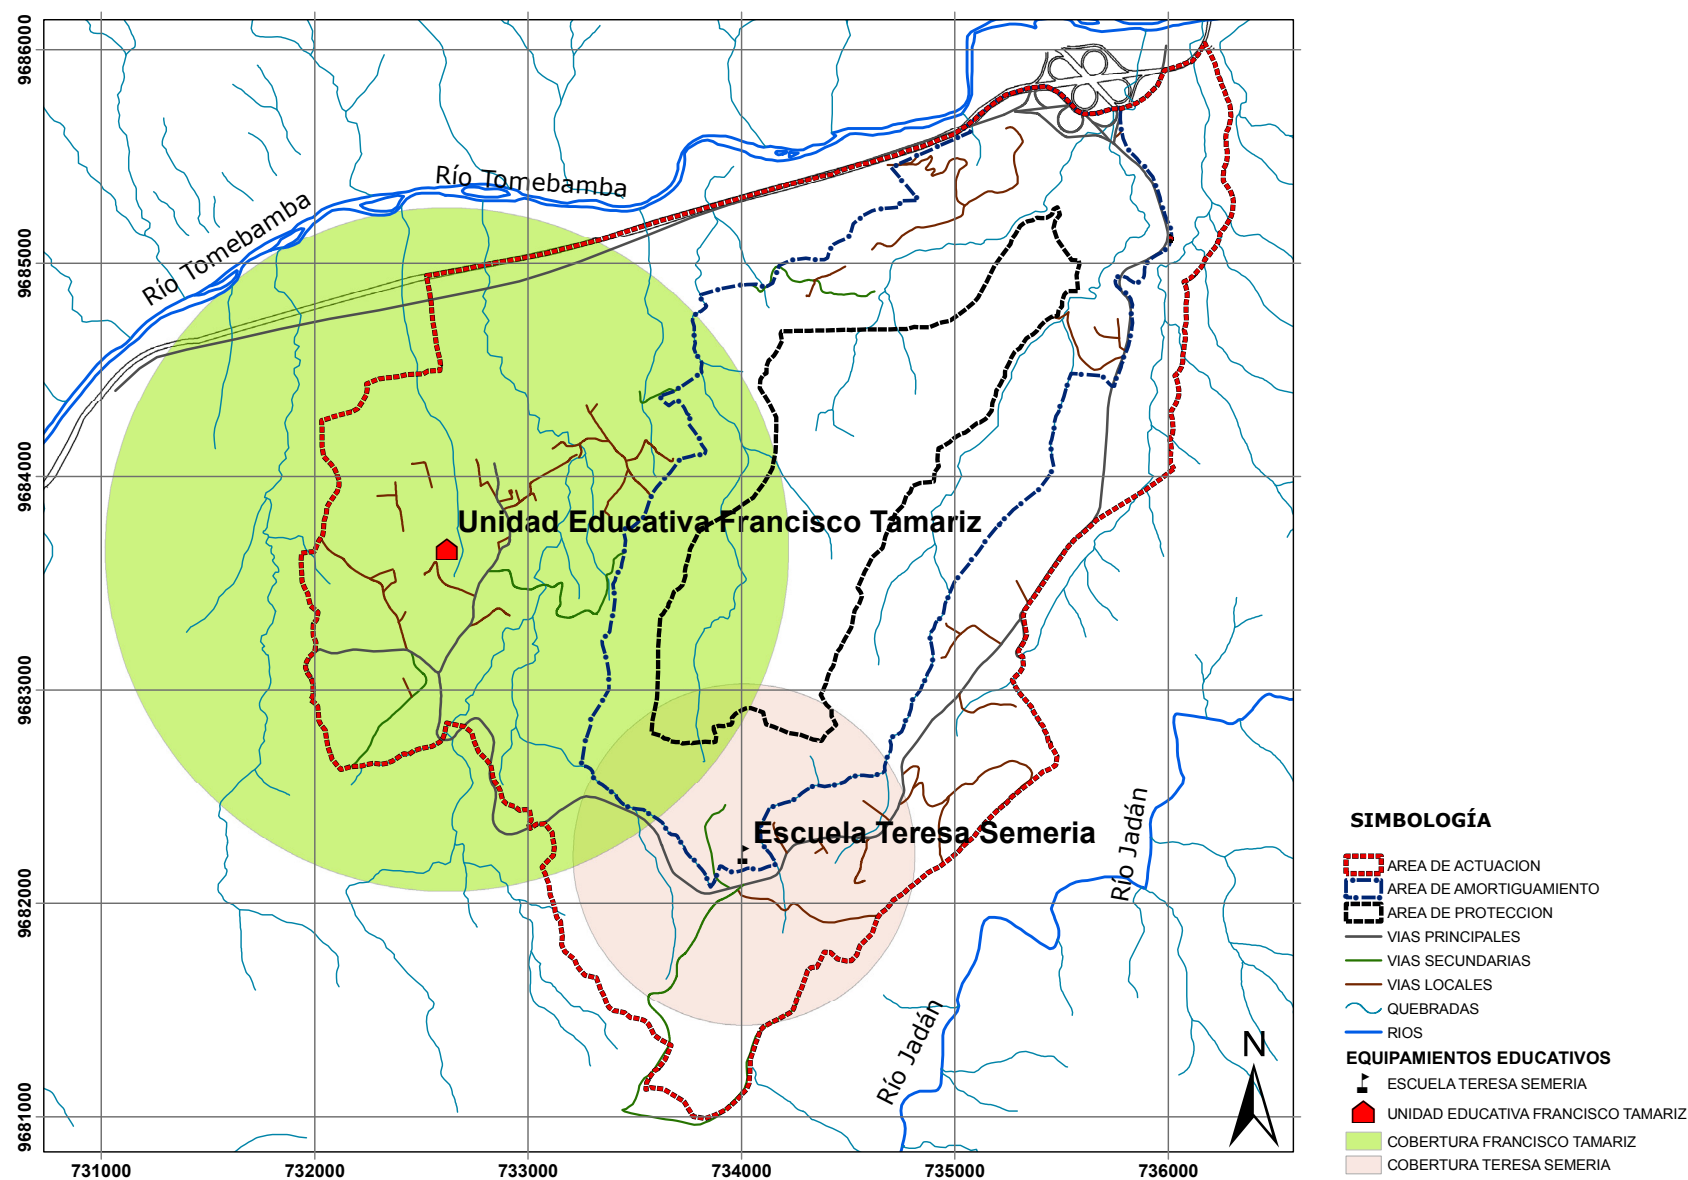 9686000
9685000
9684000
9683000
9682000
9681000
731000
732000
733000
734000
735000
736000
Río Tomebamba
Río Tomebamba
Unidad Educativa Francisco Tamariz
Escuela Teresa Semeria
Río Jadán
Río Jadán
N
SIMBOLOGÍA
AREA DE ACTUACION
AREA DE AMORTIGUAMIENTO
AREA DE PROTECCION
VIAS PRINCIPALES
VIAS SECUNDARIAS
VIAS LOCALES
QUEBRADAS
RIOS
EQUIPAMIENTOS EDUCATIVOS
ESCUELA TERESA SEMERIA
UNIDAD EDUCATIVA FRANCISCO TAMARIZ
COBERTURA FRANCISCO TAMARIZ
COBERTURA TERESA SEMERIA